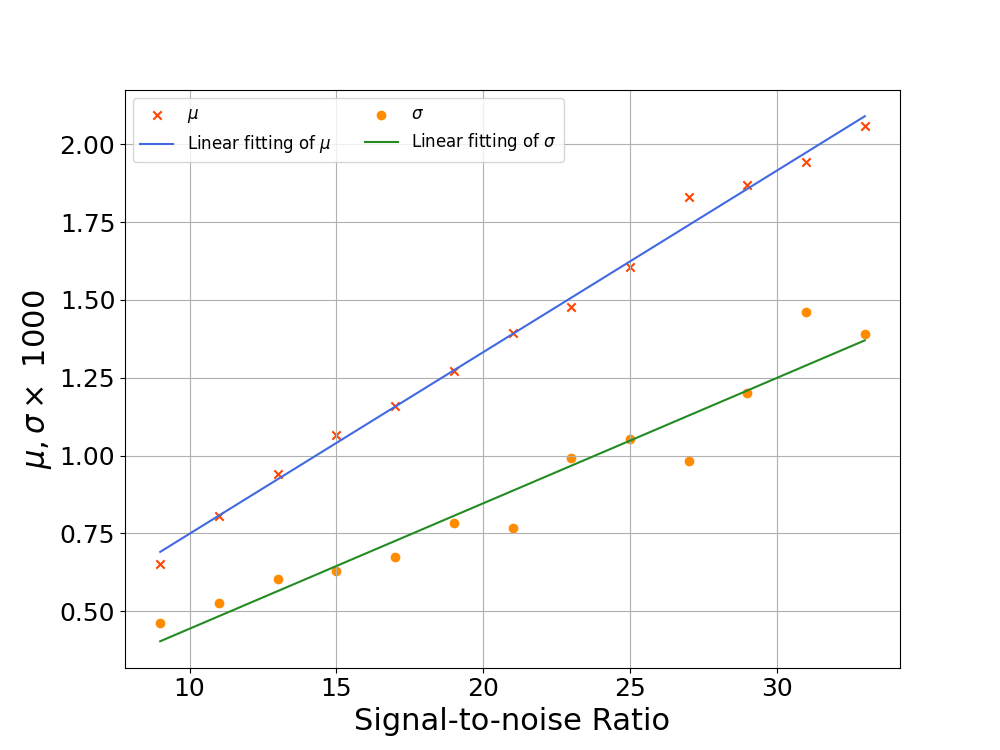 μ σ
Linear fitting of μ Linear fitting of σ
2.00
1.75
1.50
1.25
1.00
0.75
0.50
μ, σ × 1000
10 15 20 25 30
Signal-to-noise Ratio